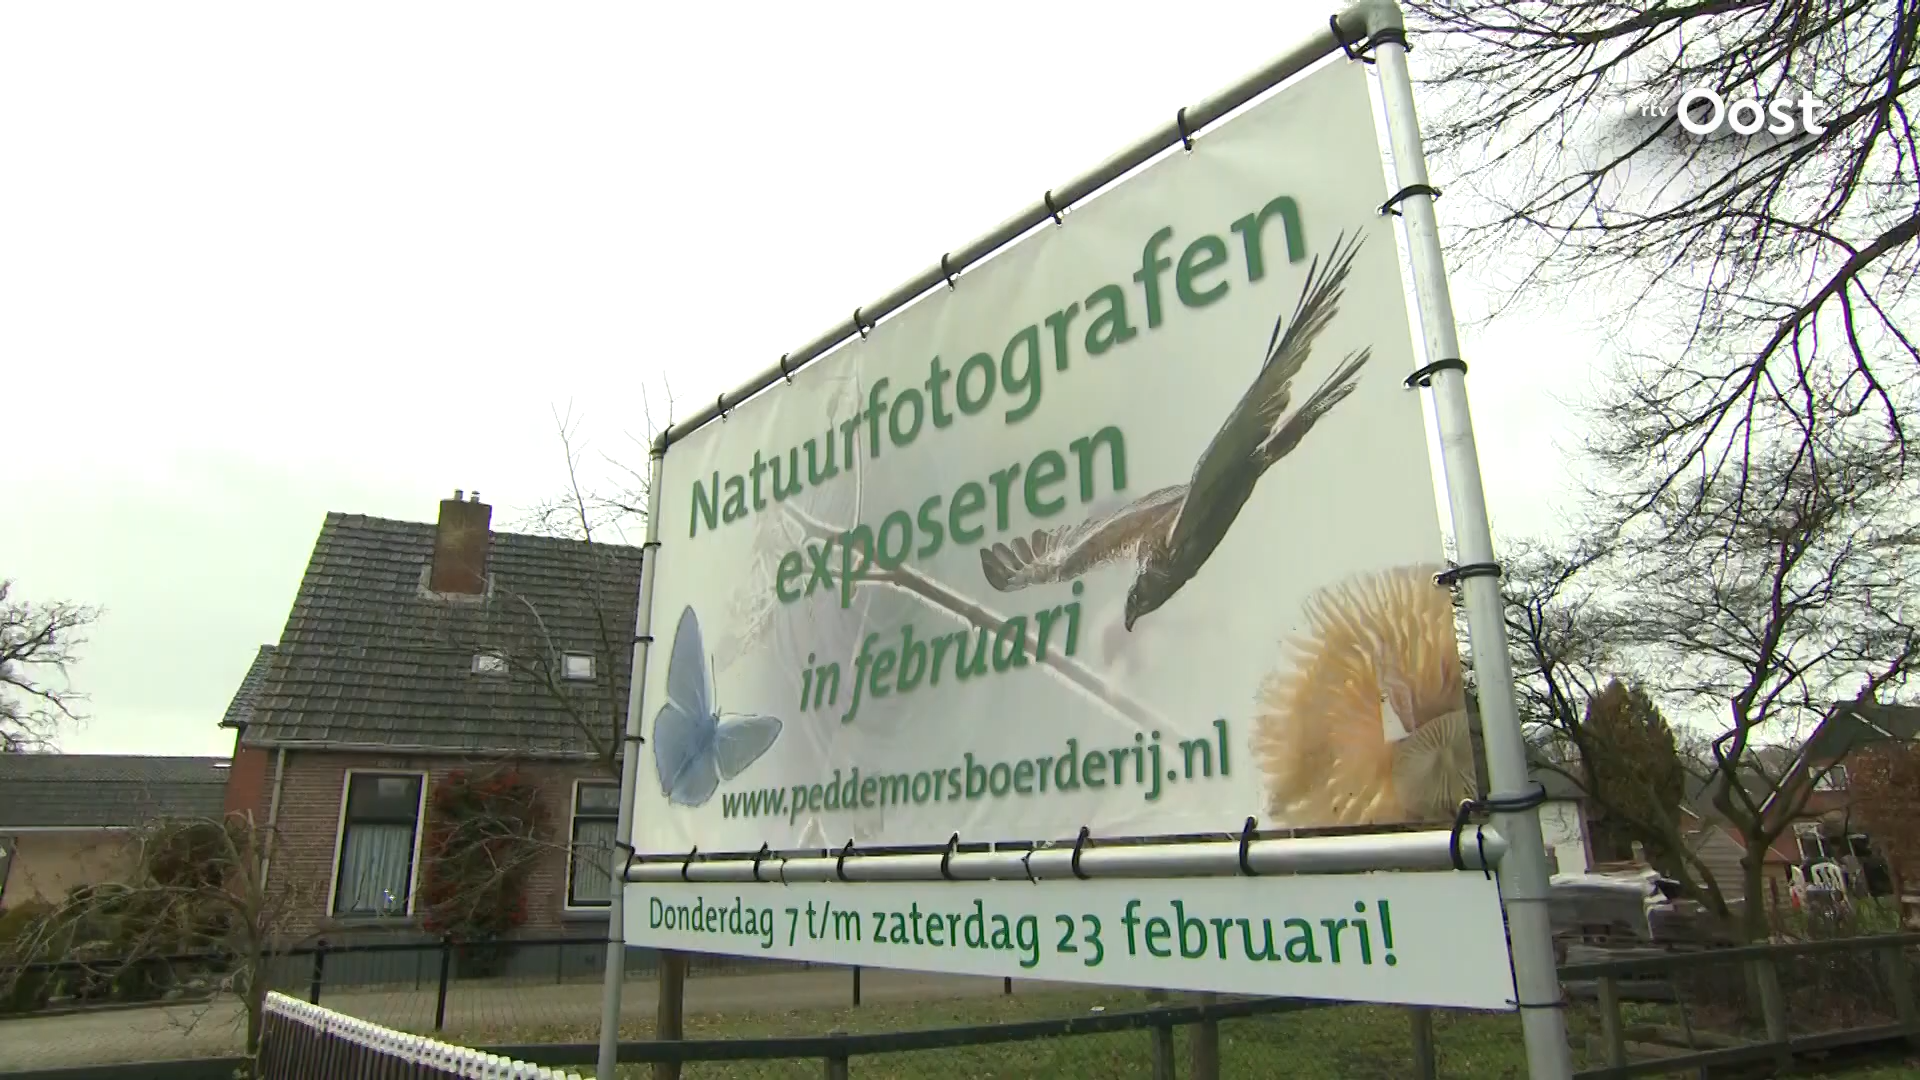 rtv Oost
Natuurfotografen
exposeren
in februari
www.peddemorsboerderij.nl
Donderdag 7 t/m zaterdag 23 februari!